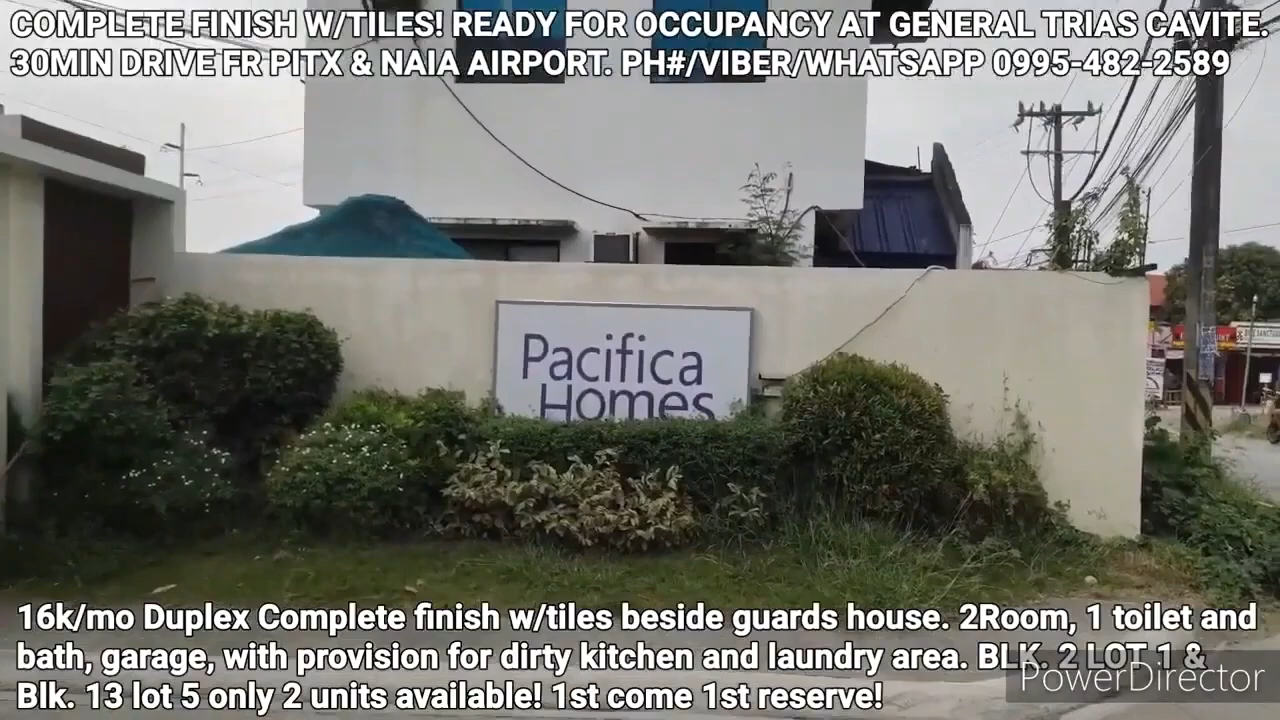 COMPLETE FINISH W/TILES! READY FOR OCCUPANCY AT GENERAL TRIAS CAVITE.
30MIN DRIVE FR PITX & NAIA AIRPORT. PH#/VIBER/WHATSAPP 0995-482-2589
Pacifica
Homes
16k/mo Duplex Complete finish w/tiles beside guards house. 2Room, 1 toilet and
bath, garage, with provision for dirty kitchen and laundry area. BLK. 2 LOT 1 &
Blk. 13 lot 5 only 2 units available! 1st come 1st reserve!
PowerDirector